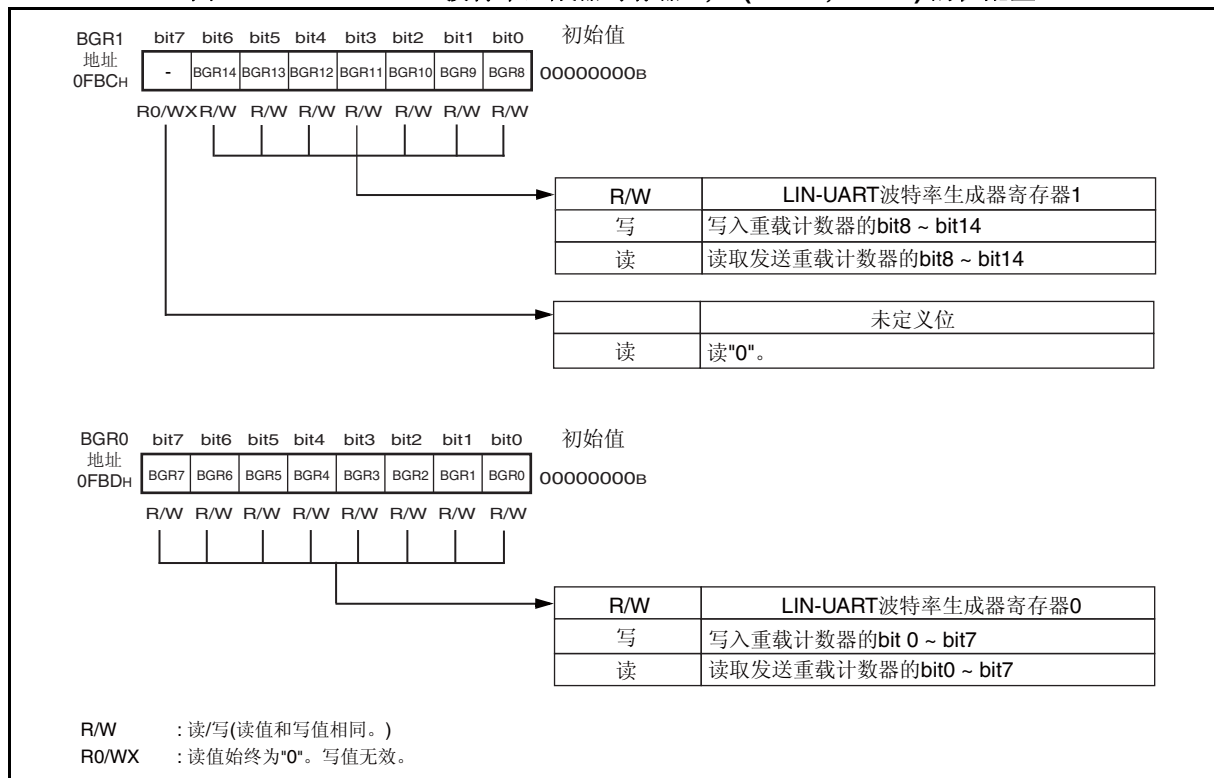 BGR1 bit7 bit6 bit5 bit4 bit3 bit2 bit1 bit0 初始值
地址
0FBCH - BGR14 BGR13 BGR12 BGR11 BGR10 BGR9 BGR8 00000000B
R0/WX R/W R/W R/W R/W R/W R/W R/W
R/W LIN-UART波特率生成器寄存器1
写 写入重载计数器的bit8 ~ bit14
读 读取发送重载计数器的bit8 ~ bit14
未定义位
读 读"0"。
BGR0 bit7 bit6 bit5 bit4 bit3 bit2 bit1 bit0 初始值
地址
0FBDH BGR7 BGR6 BGR5 BGR4 BGR3 BGR2 BGR1 BGR0 00000000B
R/W R/W R/W R/W R/W R/W R/W R/W
R/W LIN-UART波特率生成器寄存器0
写 写入重载计数器的bit 0 ~ bit7
读 读取发送重载计数器的bit0 ~ bit7
R/W : 读/写(读值和写值相同。)
R0/WX : 读值始终为"0"。写值无效。